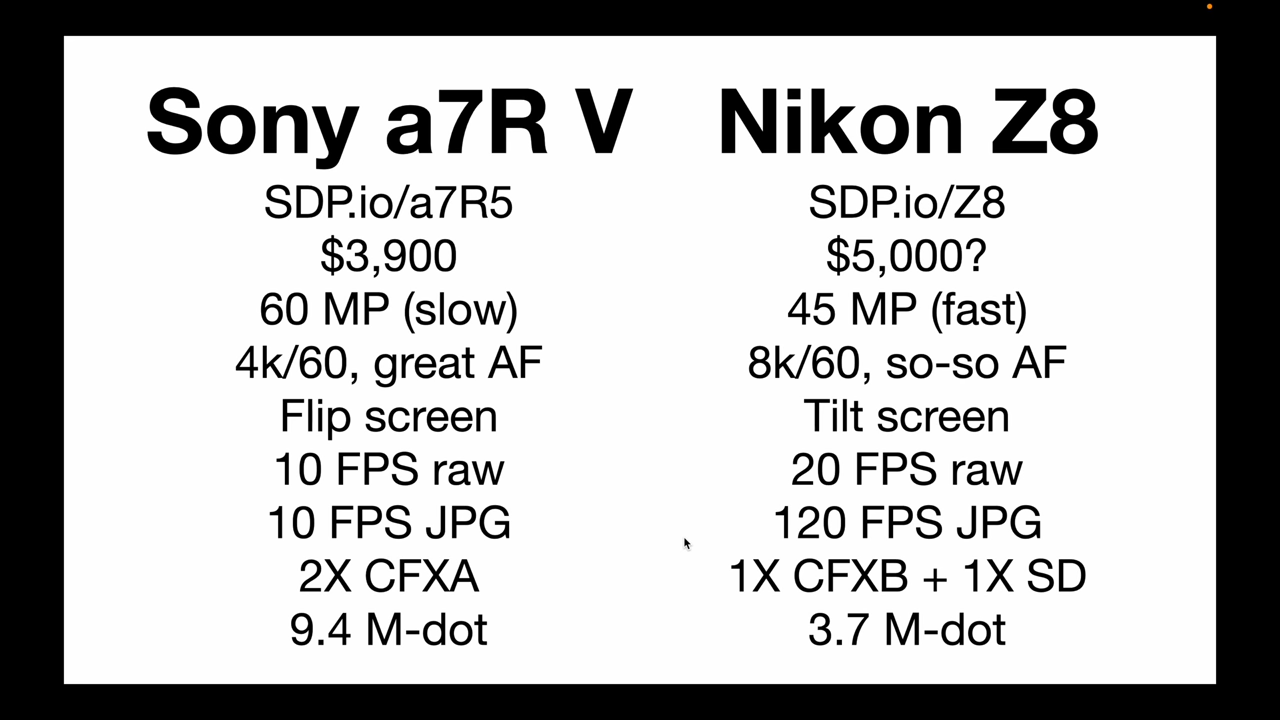 Sony a7R V
SDP.io/a7R5
$3,900
60 MP (slow)
4k/60, great AF
Flip screen
10 FPS raw
10 FPS JPG
2X CFXA
9.4 M-dot
Nikon Z8
SDP.io/Z8
$5,000?
45 MP (fast)
8k/60, so-so AF
Tilt screen
20 FPS raw
120 FPS JPG
1X CFXB + 1X SD
3.7 M-dot